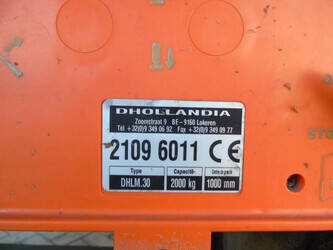 DHOLLANDIA
Zoomstraat 9 BE - 9160 Lokeren
Tél +32(0)9 349 06 92 Fax +32(0)9 349 09 77
2109 6011 CE
Type Capacité
DHLM.30 2000 kg 1000 mm